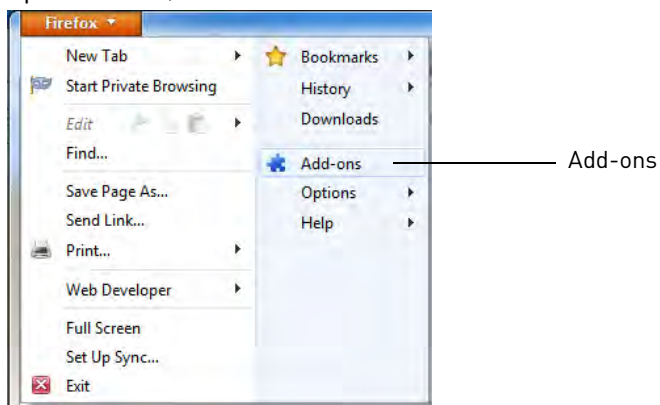 Firefox
New Tab
Start Private Browsing
Edit
Find...
Save Page As...
Send Link...
Print...
Web Developer
Full Screen
Set Up Sync...
Exit
Bookmarks
History
Downloads
Add-ons
Options
Help
Add-ons